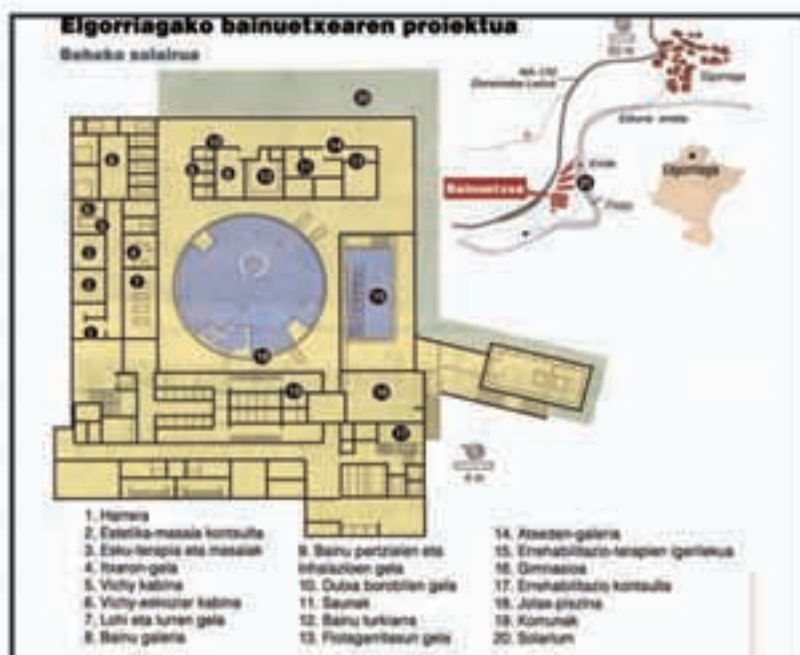 Elgorriagako bainuetxearen proiektua
Beheko solairua
Elgorriaga
Bainuetxea
Elgorriaga
1. Harrera
2. Estetika-masaia kontsulta
3. Esku-terapia eta masaiak
4. Itxaron-gela
5. Vichy kabina
6. Vichy-eskoziar kabina
7. Lohi eta lurren gela
8. Bainu galeria
9. Bainu partzialen eta
inhalazioen gela
10. Dutxa borobilen gela
11. Saunak
12. Bainu turkiarra
13. Flotagarritasun gela
14. Atseden-galeria
15. Errehabilitazio-terapien igerilekua
16. Gimnasioa
17. Errehabilitazio kontsulta
18. Jolas-piszina
19. Komunak
20. Solarium